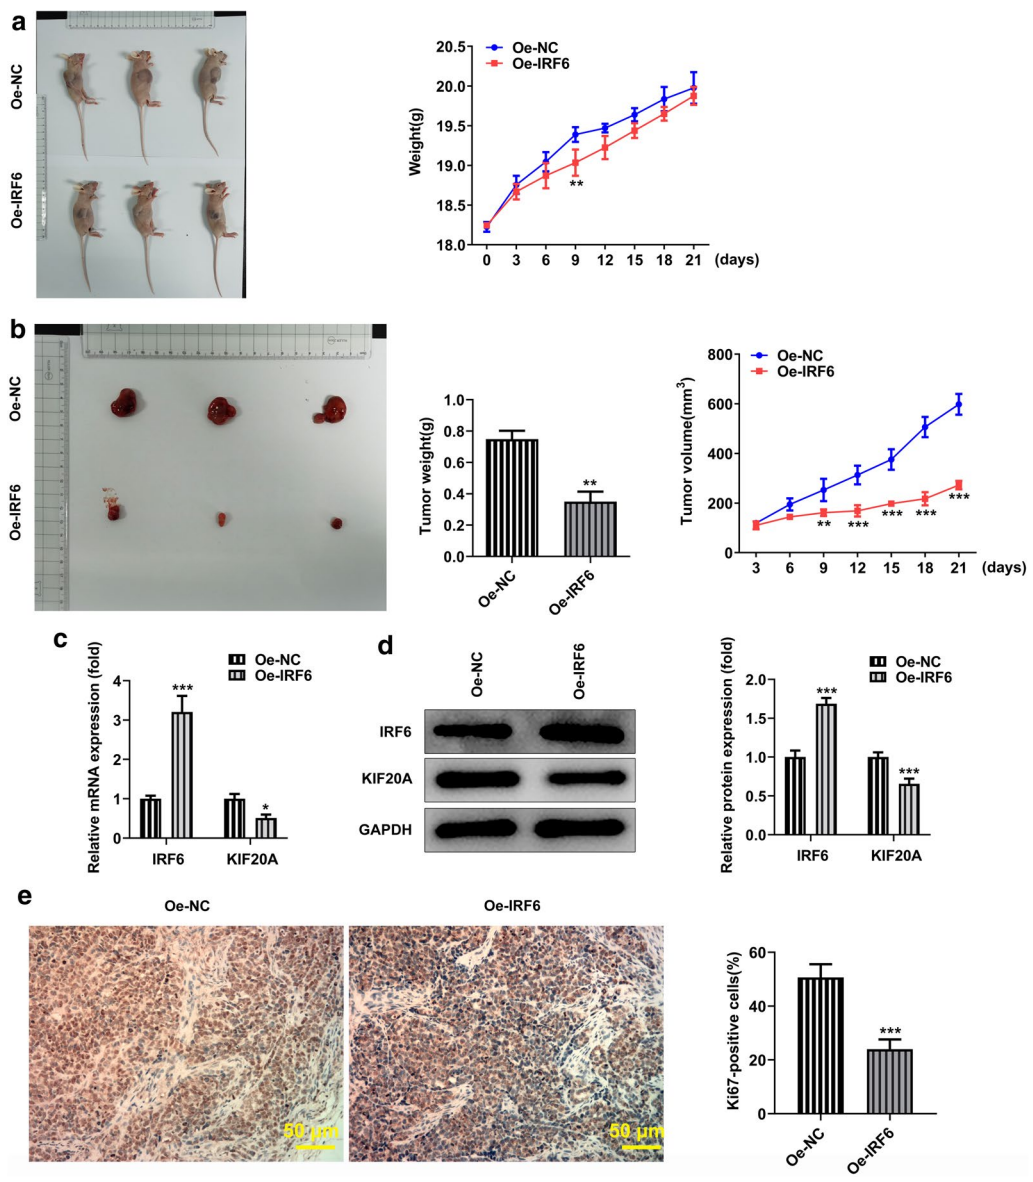 a
Oe-NC
Oe-IRF6
Weight(g)
20.5
20.0
19.5
19.0
18.5
18.0
Oe-NC
Oe-IRF6
**
0 3 6 9 12 15 18 21 (days)
b
Oe-NC
Oe-IRF6
Tumor weight(g)
1.0
0.8
0.6
0.4
0.2
0.0
**
Oe-NC Oe-IRF6
Tumor volume(mm3)
800
600
400
200
0
Oe-NC
Oe-IRF6
** *** *** *** ***
3 6 9 12 15 18 21 (days)
c
Relative mRNA expression (fold)
Oe-NC
Oe-IRF6
4
3
2
1
0
***
*
IRF6 KIF20A
d
Oe-NC Oe-IRF6
IRF6
KIF20A
GAPDH
Relative protein expression (fold)
Oe-NC
Oe-IRF6
2.0
1.5
1.0
0.5
0.0
***
***
IRF6 KIF20A
e
Oe-NC Oe-IRF6
50 μm 50 μm
Ki67-positive cells(%)
60
40
20
0
***
Oe-NC Oe-IRF6